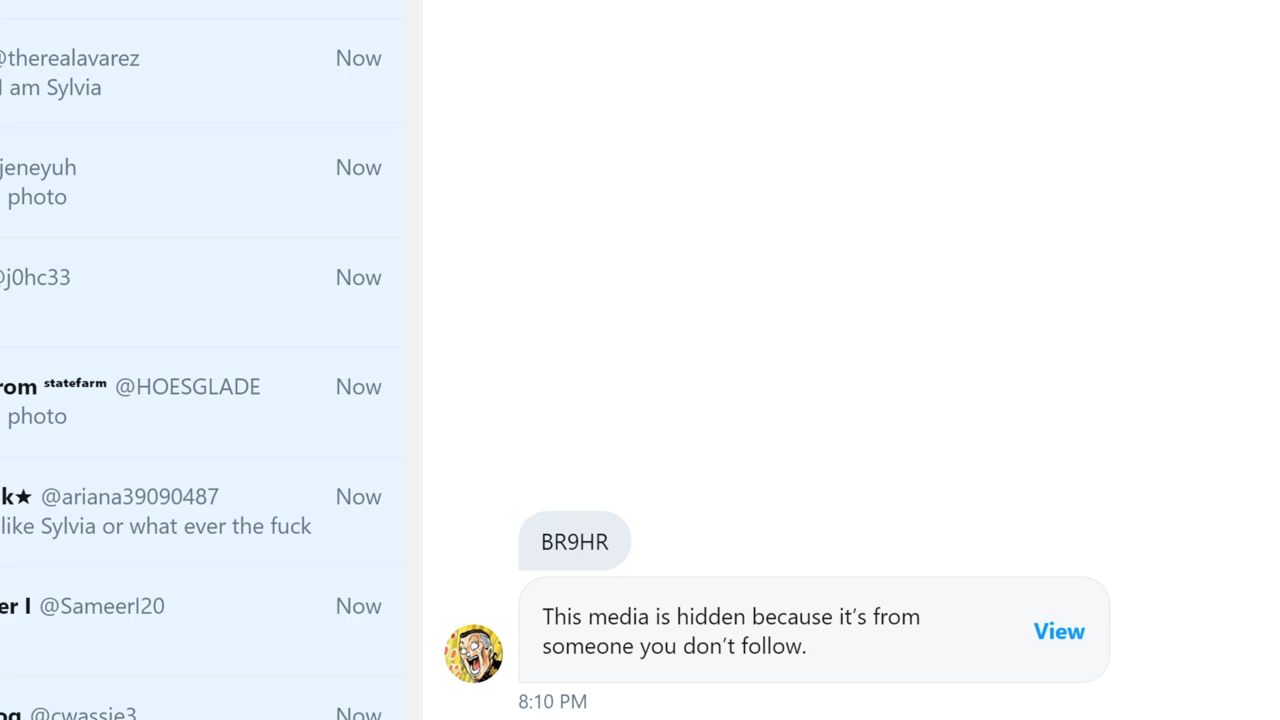 @therealavarez Now
I am Sylvia
jeneyuh Now
photo
@j0hc33 Now
rom statefarm @HOESGLADE Now
photo
k★ @ariana39090487 Now
like Sylvia or what ever the fuck
er l @Sameerl20 Now
og @cwassie3 Now
BR9HR
This media is hidden because it's from
someone you don't follow.
View
8:10 PM